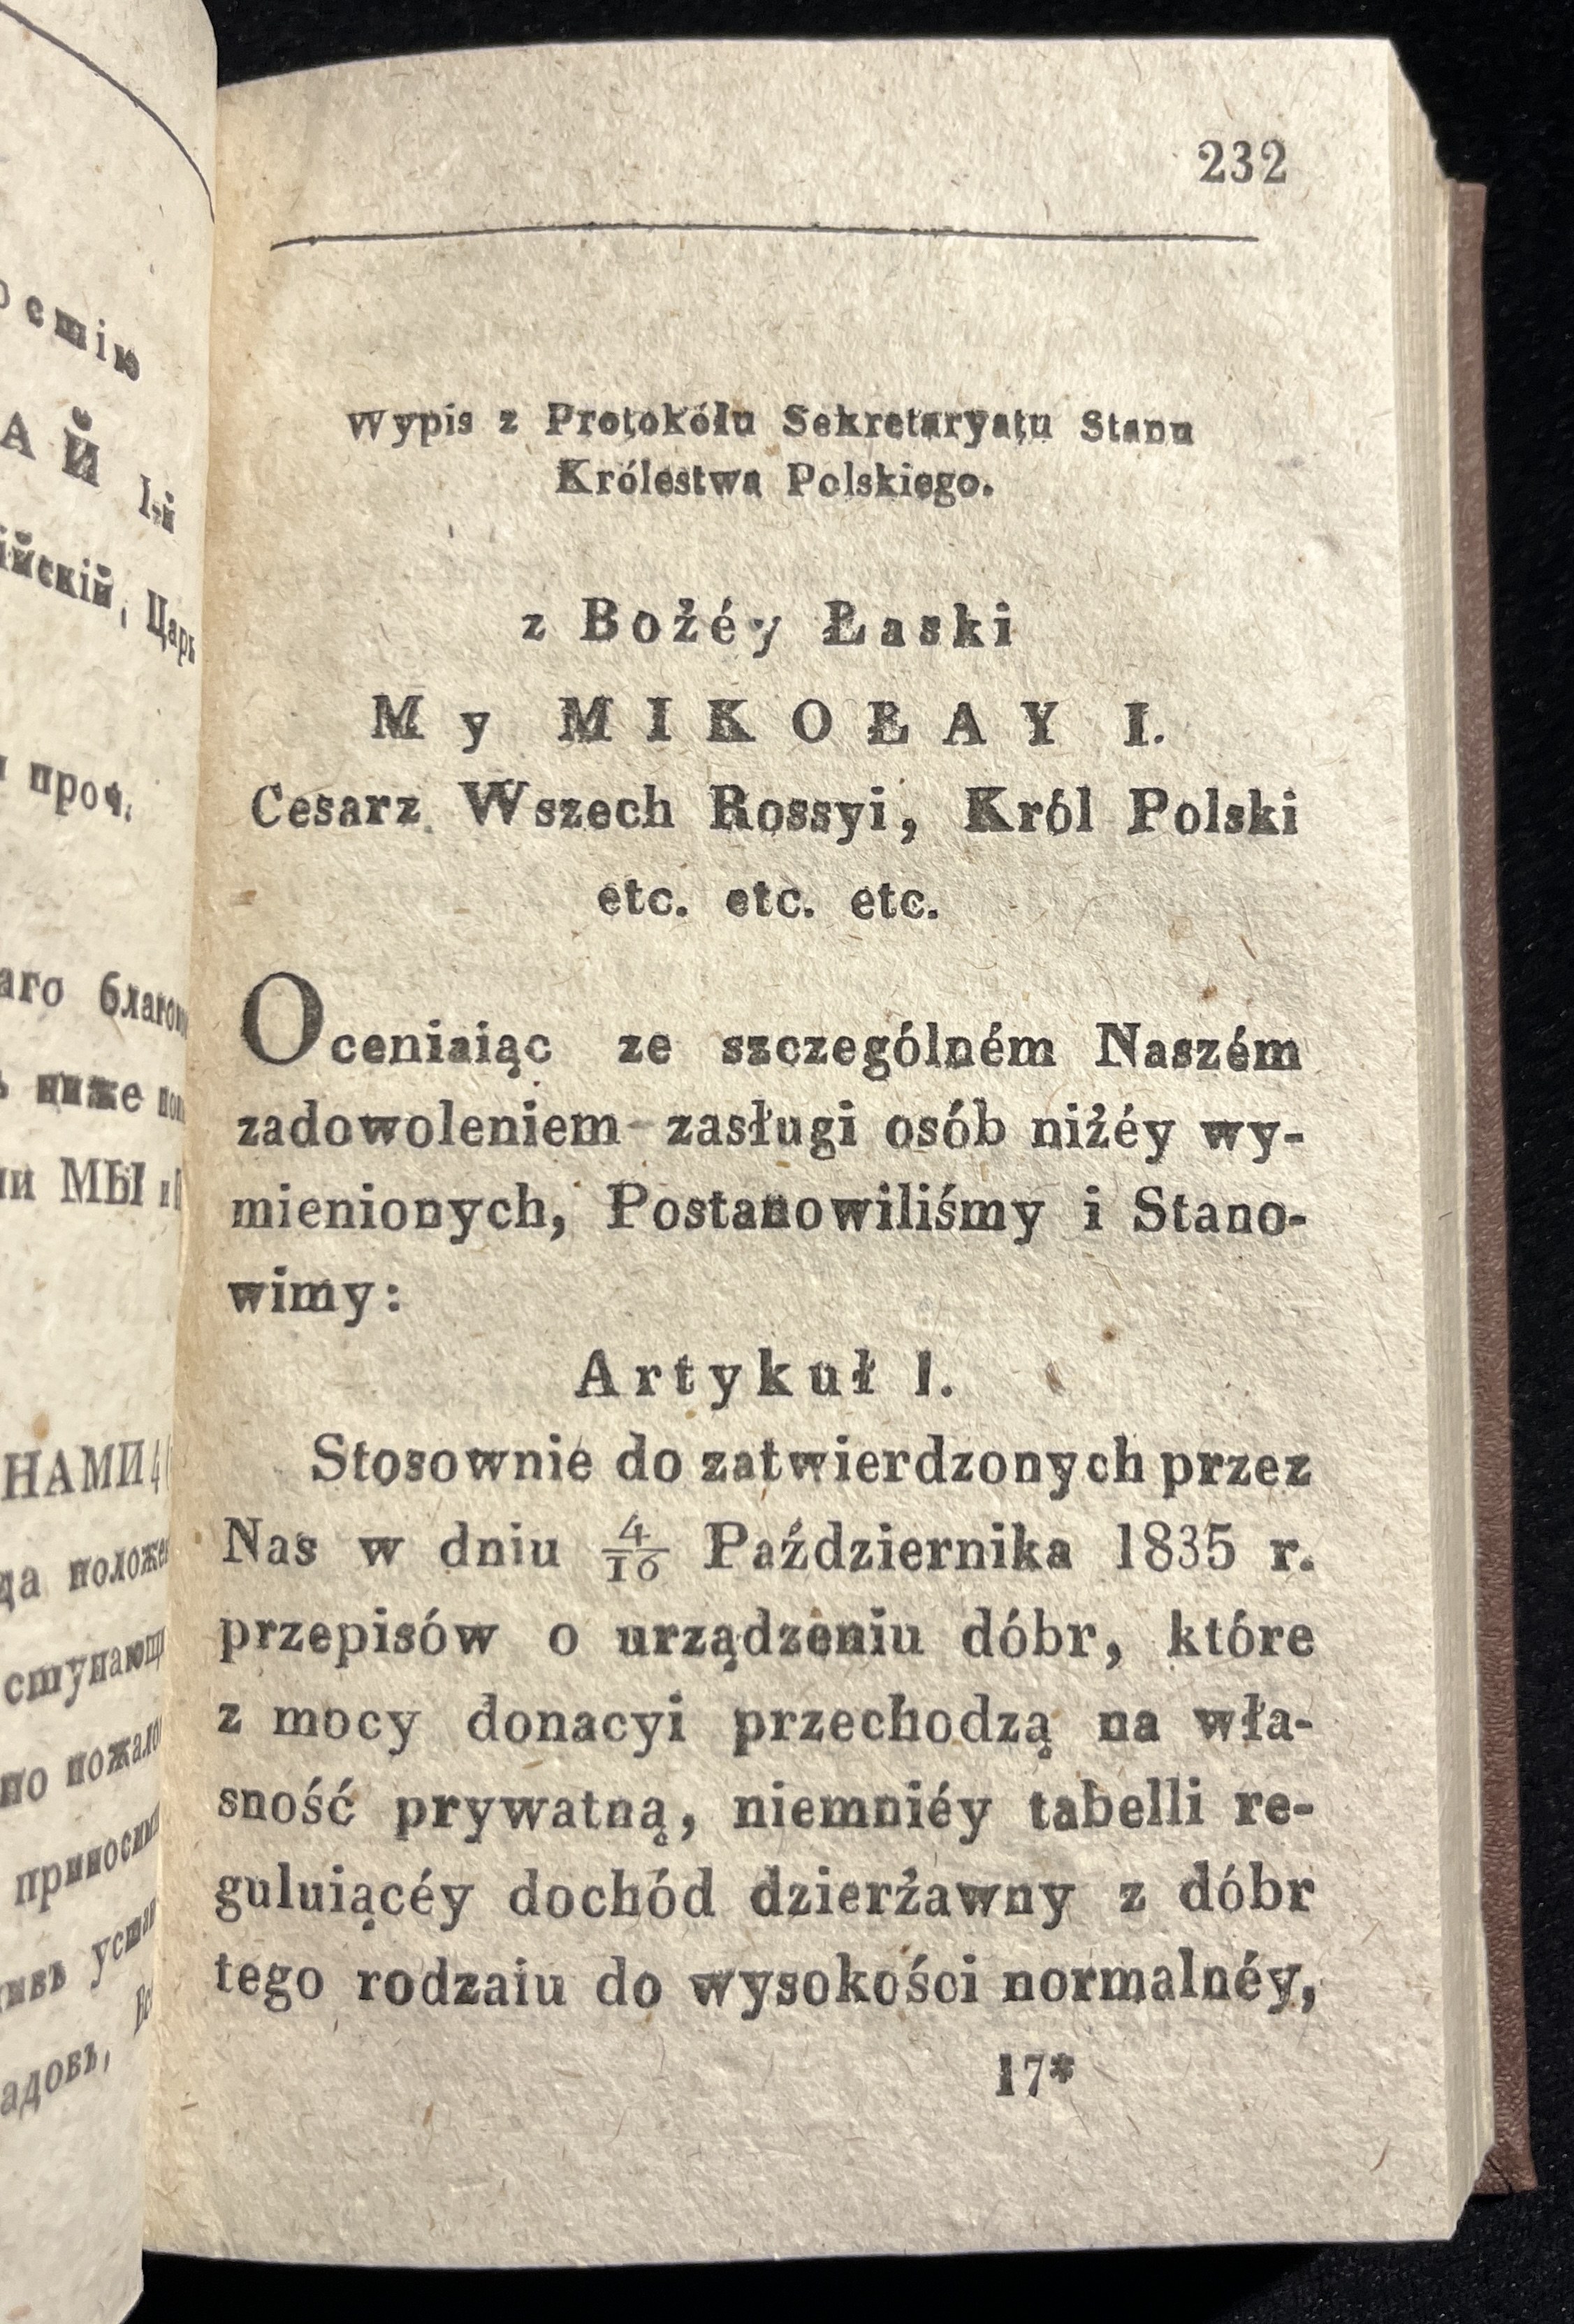 232
Wypis z Protokółu Sekretaryatu Stanu
Królestwa Polskiego.
z Bożéy Łaski
My MIKOŁAY I.
Cesarz Wszech Rossyi, Król Polski
etc. etc. etc.
Oceniaiąc ze szczególném Naszém
zadowoleniem zasługi osób niżéy wy-
mienionych, Postanowiliśmy i Stano-
wimy:
Artykuł 1.
Stosownie do zatwierdzonych przez
Nas w dniu 4/16 Października 1835 r.
przepisów o urządzeniu dóbr, które
z mocy donacyi przechodzą na wła-
sność prywatną, niemniéy tabelli re-
guluiącéy dochód dzierżawny z dóbr
tego rodzaiu do wysokości normalnéy,
17*